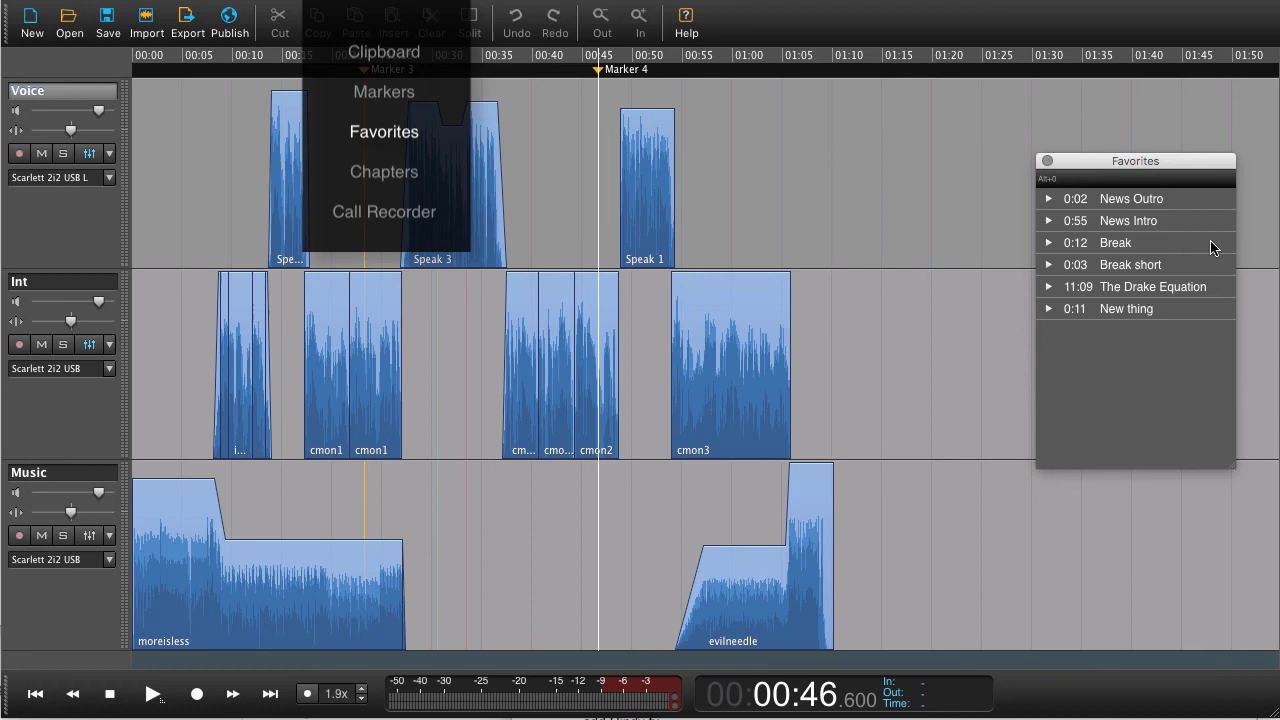 New Open Save Import Export Publish Cut Copy Paste Insert Clear Split Undo Redo Out In Help
00:00 00:05 00:10 00:15 00:30 00:35 00:40 00:45 00:50 00:55 01:00 01:05 01:10 01:15 01:20 01:25 01:30 01:35 01:40 01:45 01:50
Marker 3 Marker 4
Clipboard
Markers
Favorites
Chapters
Call Recorder
Voice
M S
Scarlett 2i2 USB L
Spe... Speak 3 Speak 1
Favorites
Alt+0
0:02 News Outro
0:55 News Intro
0:12 Break
0:03 Break short
11:09 The Drake Equation
0:11 New thing
Int
M S
Scarlett 2i2 USB
i... cmon1 cmon1 cm... cmo... cmon2 cmon3
Music
M S
Scarlett 2i2 USB
moreisless evilneedle
1.9x
-50 -40 -30 -25 -20 -15 -12 -9 -6 -3
00:00:46.600
In: -
Out: -
Time: -